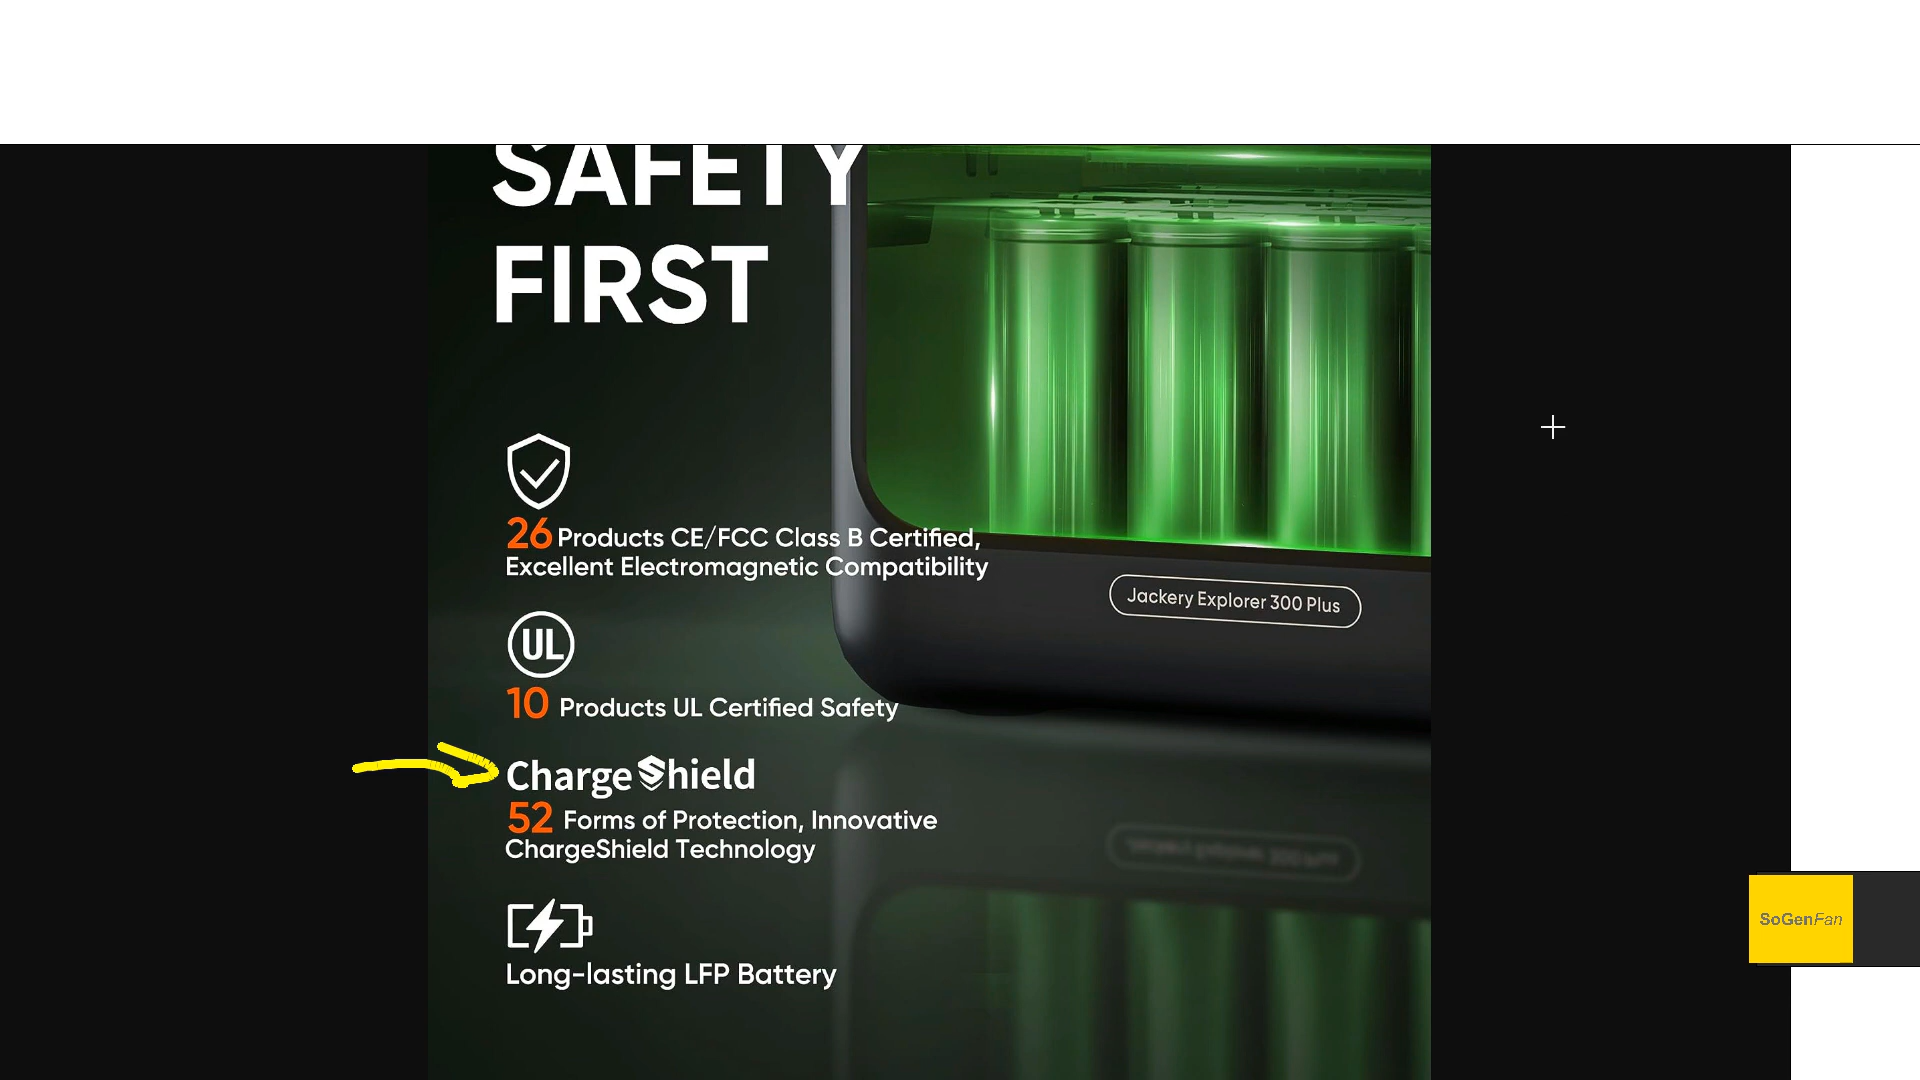 SAFETY
FIRST
26 Products CE/FCC Class B Certified,
Excellent Electromagnetic Compatibility
Jackery Explorer 300 Plus
UL
10 Products UL Certified Safety
ChargeShield
52 Forms of Protection, Innovative
ChargeShield Technology
Long-lasting LFP Battery
SoGenFan